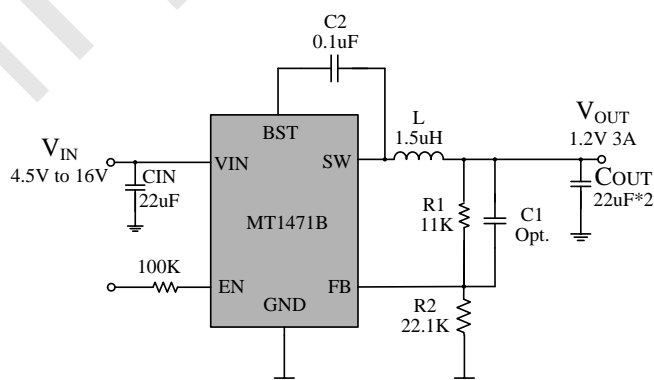 C2
0.1uF
BST
L
1.5uH
VOUT
1.2V 3A
VIN
4.5V to 16V
VIN
SW
CIN
22uF
COUT
22uF*2
R1
11K
C1
Opt.
MT1471B
100K
EN
FB
GND
R2
22.1K